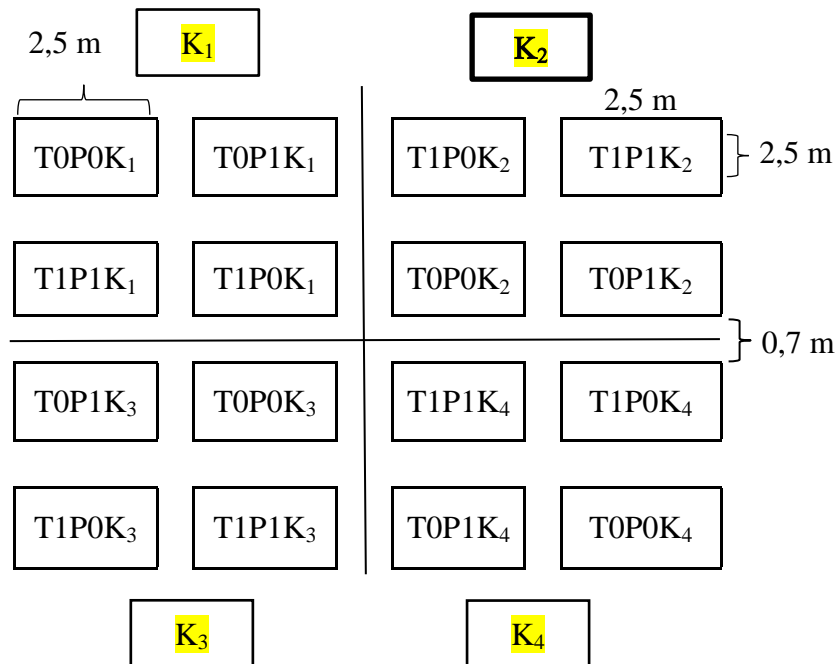 K₁ K₂
2,5 m 2,5 m
T0P0K₁ T0P1K₁ T1P0K₂ T1P1K₂ 2,5 m
T1P1K₁ T1P0K₁ T0P0K₂ T0P1K₂
0,7 m
T0P1K₃ T0P0K₃ T1P1K₄ T1P0K₄
T1P0K₃ T1P1K₃ T0P1K₄ T0P0K₄
K₃ K₄